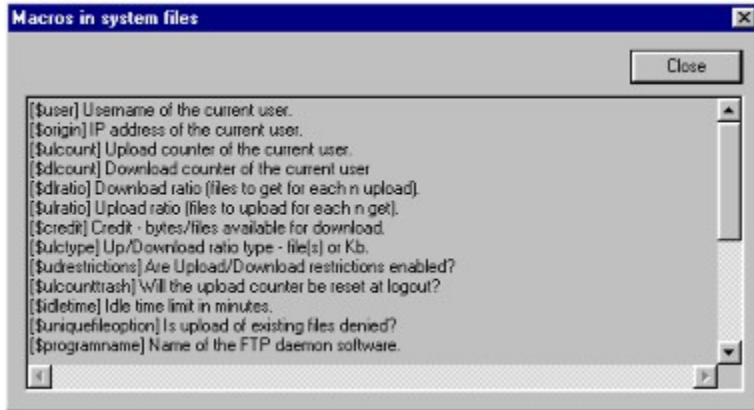 Macros in system files
Close
[$user] Username of the current user.
[$origin] IP address of the current user.
[$ulcount] Upload counter of the current user.
[$dlcount] Download counter of the current user
[$dlratio] Download ratio (files to get for each n upload).
[$ulratio] Upload ratio (files to upload for each n get).
[$credit] Credit - bytes/files available for download.
[$ulctype] Up/Download ratio type - file(s) or Kb.
[$udrestrictions] Are Upload/Download restrictions enabled?
[$ulcounttrash] Will the upload counter be reset at logout?
[$idletime] Idle time limit in minutes.
[$uniquefileoption] Is upload of existing files denied?
[$programname] Name of the FTP daemon software.